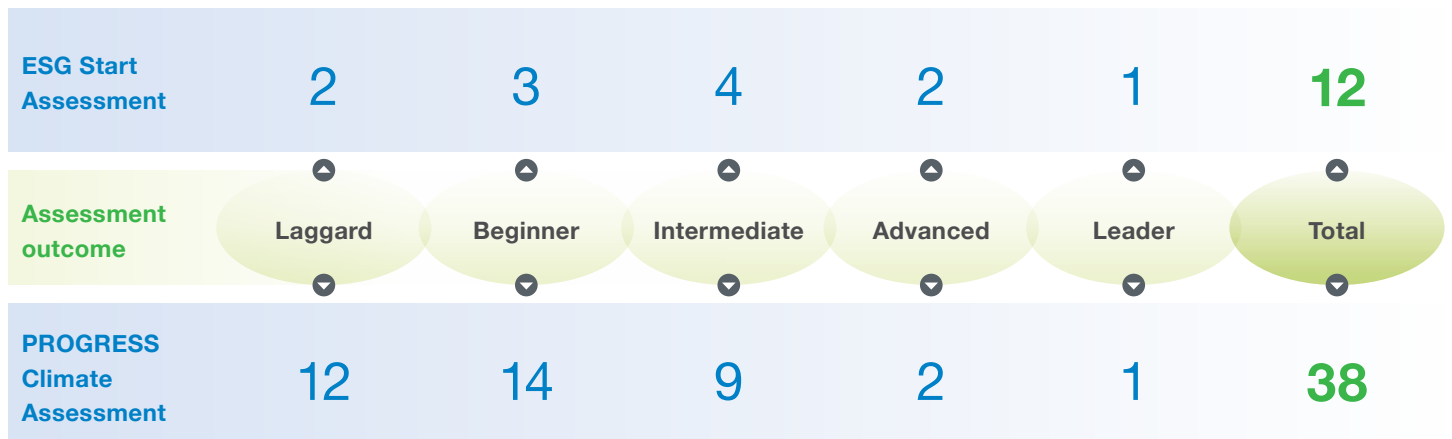 ESG Start
Assessment
2 3 4 2 1 12
Assessment
outcome
Laggard Beginner Intermediate Advanced Leader Total
PROGRESS
Climate
Assessment
12 14 9 2 1 38